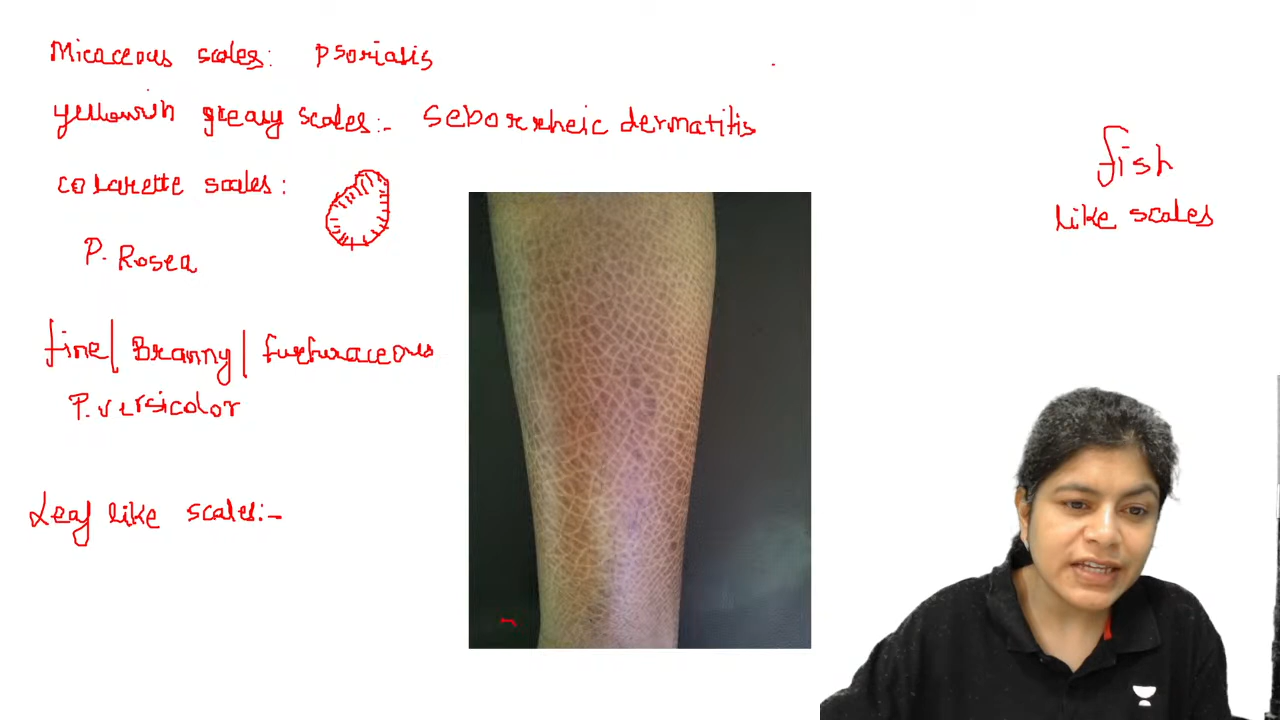 Micaceous scales: psoriasis
yellowish greasy scales:- seborrheic dermatitis
colarette scales:
P. Rosea
fine/ Branny/ furfuraceous
P. versicolor
Leaf like scales:-
fish
like scales